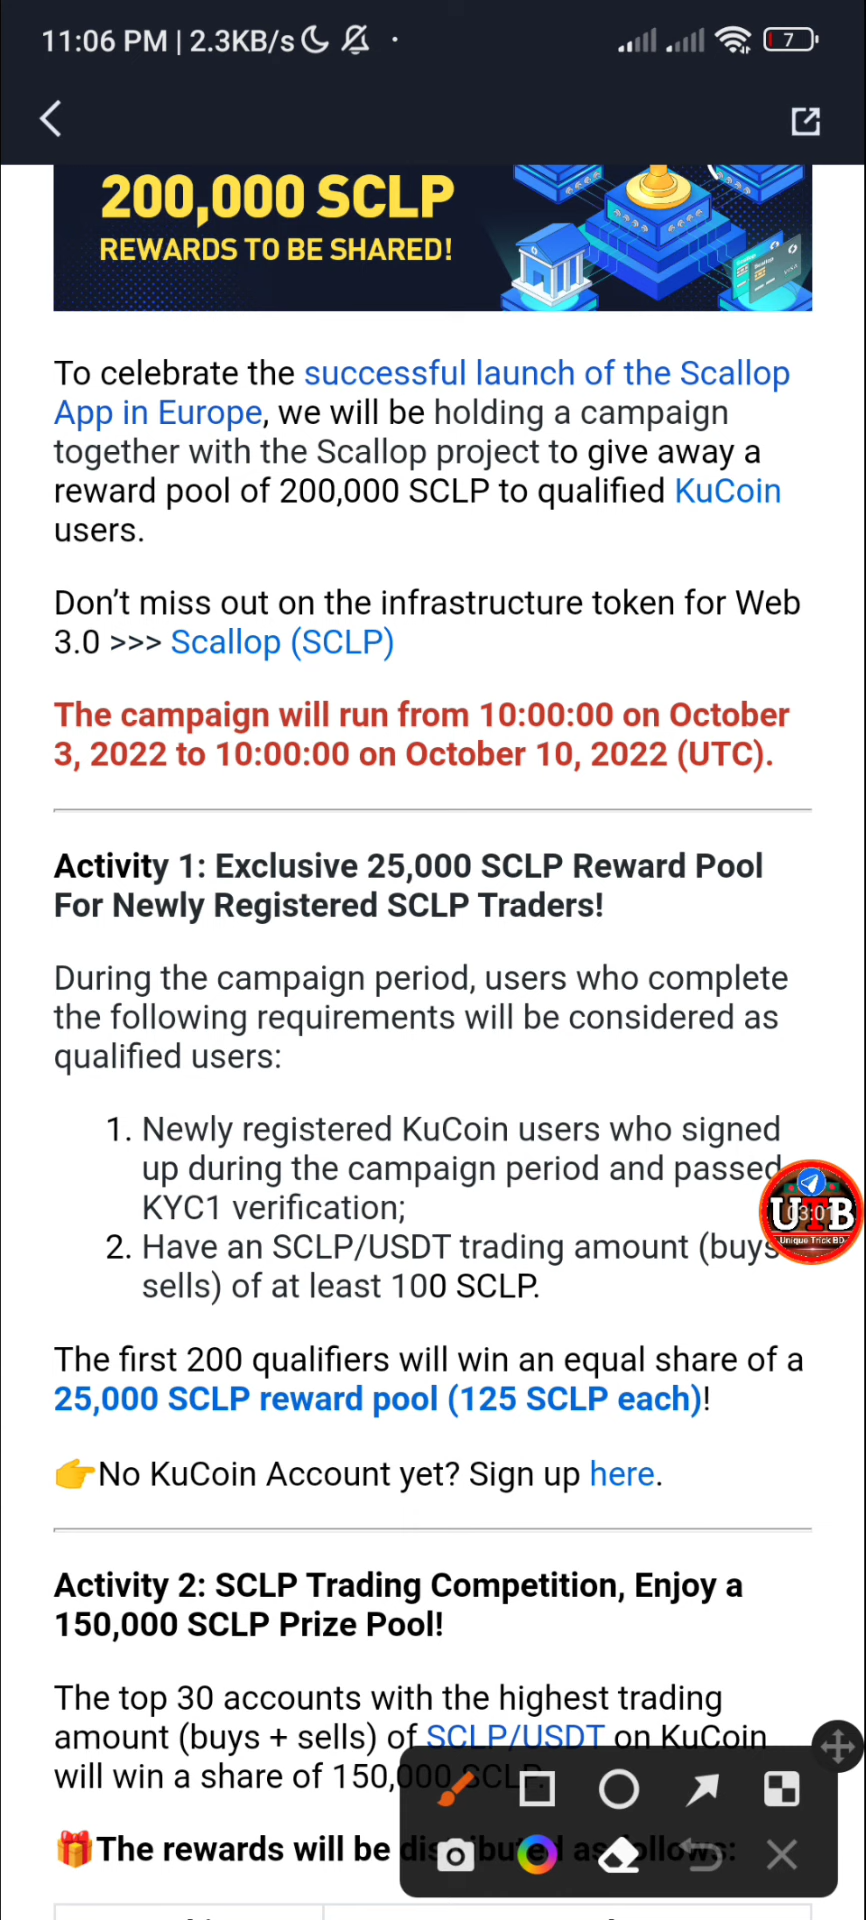 11:06 PM | 2.3KB/s
7
200,000 SCLP
REWARDS TO BE SHARED!
To celebrate the successful launch of the Scallop
App in Europe, we will be holding a campaign
together with the Scallop project to give away a
reward pool of 200,000 SCLP to qualified KuCoin
users.
Don’t miss out on the infrastructure token for Web
3.0 >>> Scallop (SCLP)
The campaign will run from 10:00:00 on October
3, 2022 to 10:00:00 on October 10, 2022 (UTC).
Activity 1: Exclusive 25,000 SCLP Reward Pool
For Newly Registered SCLP Traders!
During the campaign period, users who complete
the following requirements will be considered as
qualified users:
1. Newly registered KuCoin users who signed
up during the campaign period and passed
KYC1 verification;
2. Have an SCLP/USDT trading amount (buys
sells) of at least 100 SCLP.
UTB
03:01
Unique Trick BD
The first 200 qualifiers will win an equal share of a
25,000 SCLP reward pool (125 SCLP each)!
👉No KuCoin Account yet? Sign up here.
Activity 2: SCLP Trading Competition, Enjoy a
150,000 SCLP Prize Pool!
The top 30 accounts with the highest trading
amount (buys + sells) of SCLP/USDT on KuCoin
will win a share of 150,000 SCLP.
🎁The rewards will be distributed as follows: